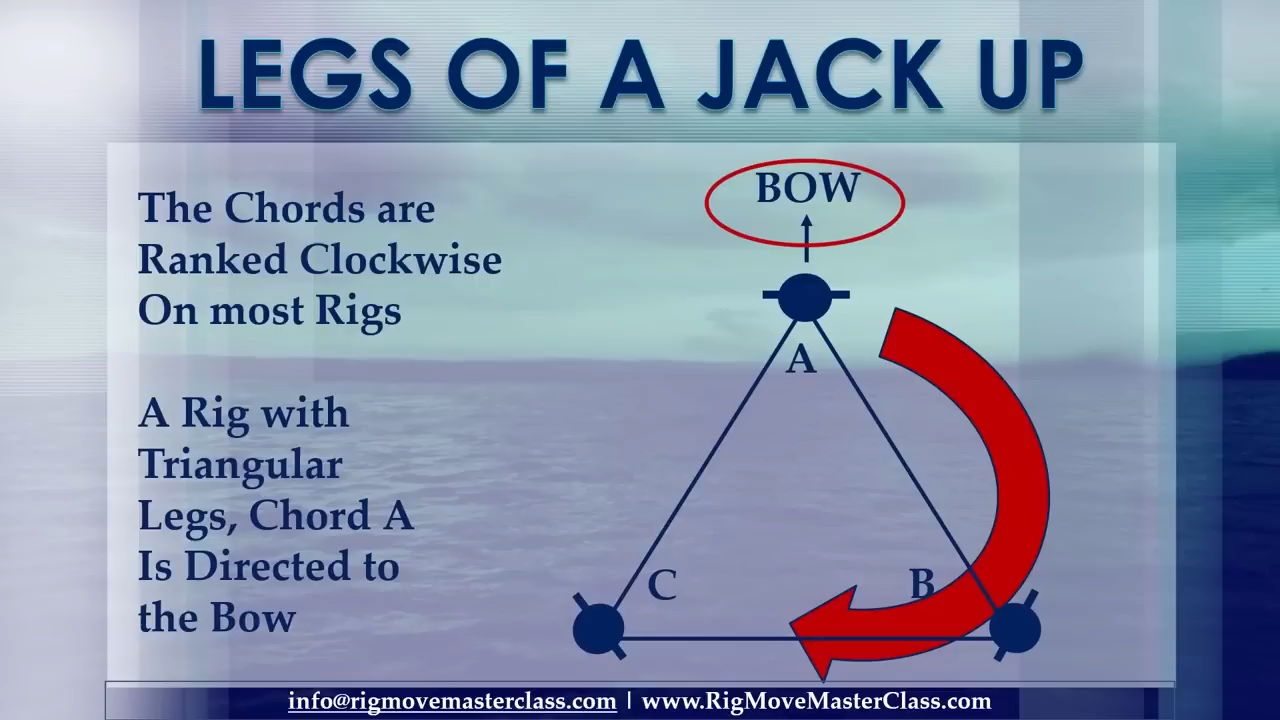 LEGS OF A JACK UP
The Chords are
Ranked Clockwise
On most Rigs
A Rig with
Triangular
Legs, Chord A
Is Directed to
the Bow
BOW
A
C
B
info@rigmovemasterclass.com | www.RigMoveMasterClass.com